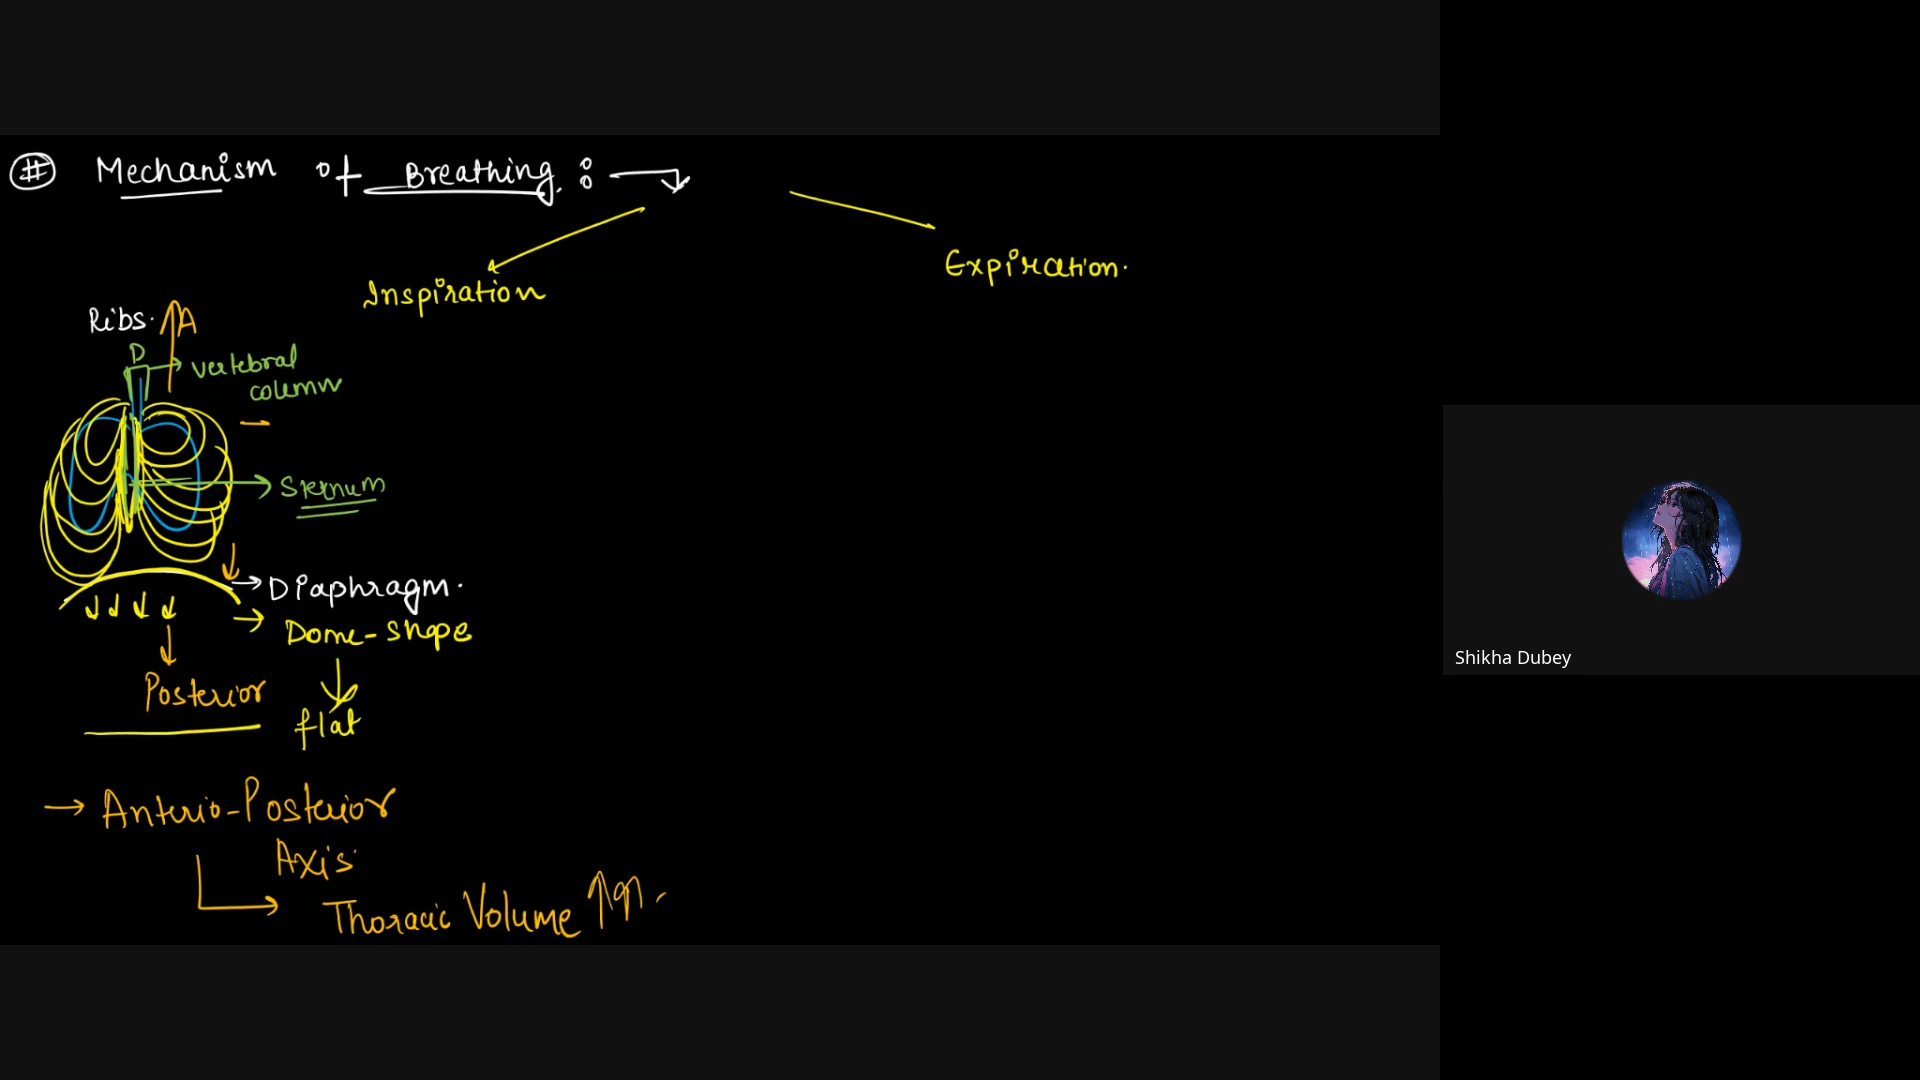 # Mechanism of Breathing :
Inspiration
Expiration.
Ribs. A
D
vertebral
column
Sternum
Diaphragm.
Dome-shape
Posterior
flat
Anterio-Posterior
Axis
Thoracic Volume ↑↑
Shikha Dubey